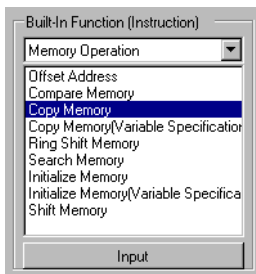 Built-In Function (Instruction)
Memory Operation
Offset Address
Compare Memory
Copy Memory
Copy Memory(Variable Specification
Ring Shift Memory
Search Memory
Initialize Memory
Initialize Memory(Variable Specifica
Shift Memory
Input